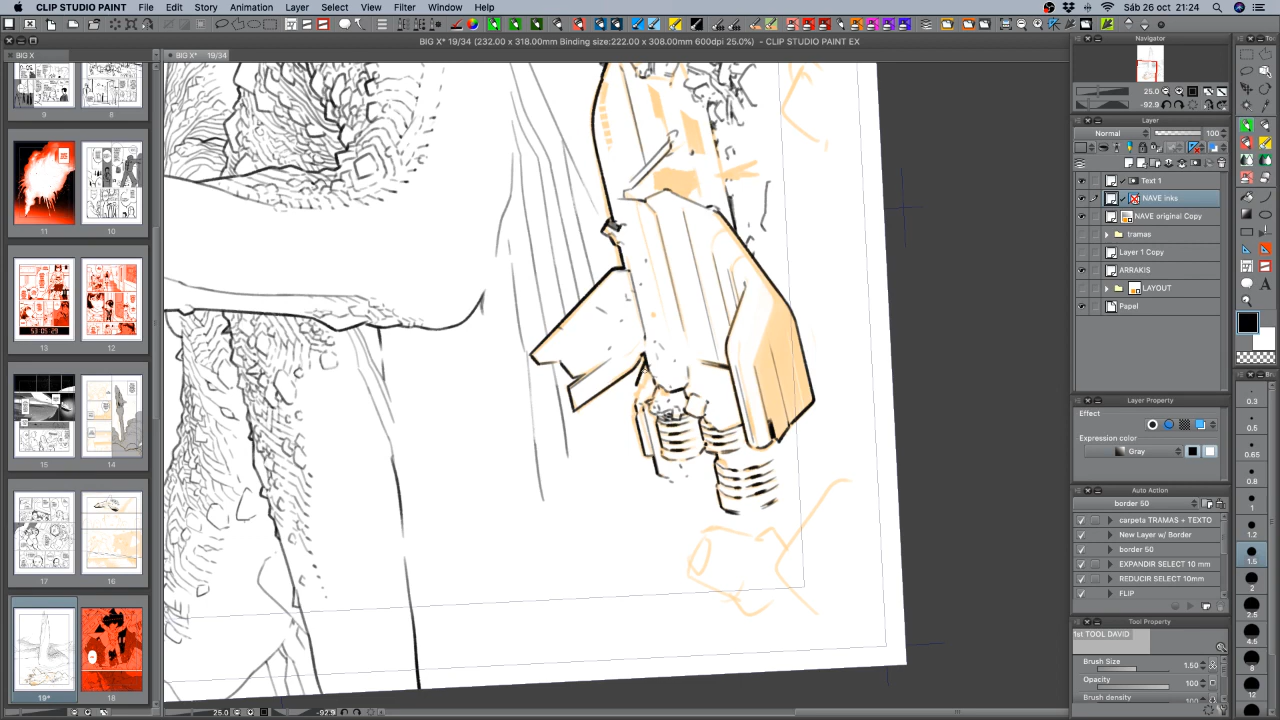 CLIP STUDIO PAINT File Edit Story Animation Layer Select View Filter Window Help Sáb 26 oct 21:24
BIG X* 19/34 (232.00 x 318.00mm Binding size:222.00 x 308.00mm 600dpi 25.0%) - CLIP STUDIO PAINT EX
BIG X
BIG X* 19/34
9 8
11 10
13 12
15 14
17 16
19* 18
25.0 -92.9
Navigator
25.0
-92.9
Layer
Normal 100
Text 1
NAVE inks
NAVE original Copy
tramas
Layer 1 Copy
ARRAKIS
LAYOUT
Papel
Layer Property
Effect
Expression color
Gray
Auto Action
border 50
carpeta TRAMAS + TEXTO
New Layer w/ Border
border 50
EXPANDIR SELECT 10 mm
REDUCIR SELECT 10mm
FLIP
Tool Property
1st TOOL DAVID
Brush Size 1.50
Opacity 100
Brush density 100
To
Br
0.3
0.5
0.65
0.8
1
1.2
1.5
2
2.5
4.5
8
12